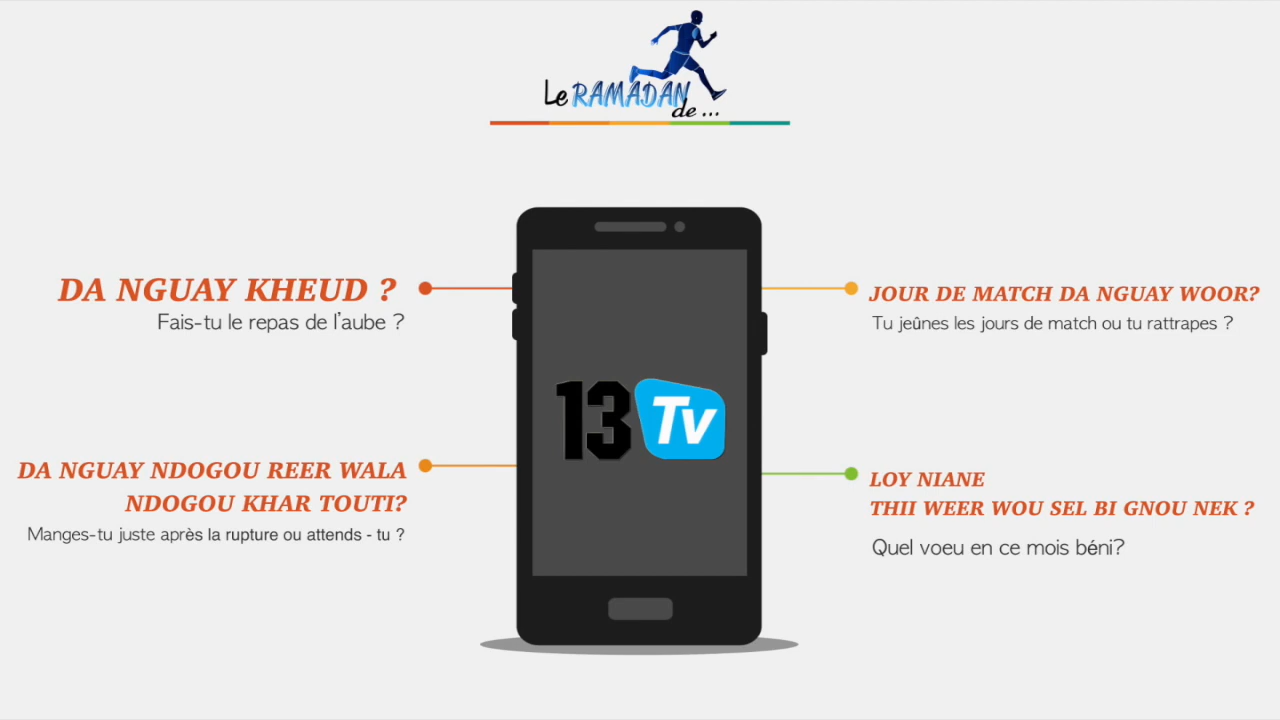 Le RAMADAN
de ...
DA NGUAY KHEUD ?
Fais-tu le repas de l'aube ?
JOUR DE MATCH DA NGUAY WOOR?
Tu jeûnes les jours de match ou tu rattrapes ?
13 Tv
DA NGUAY NDOGOU REER WALA
NDOGOU KHAR TOUTI?
Manges-tu juste après la rupture ou attends - tu ?
LOY NIANE
THII WEER WOU SEL BI GNOU NEK ?
Quel voeu en ce mois béni?